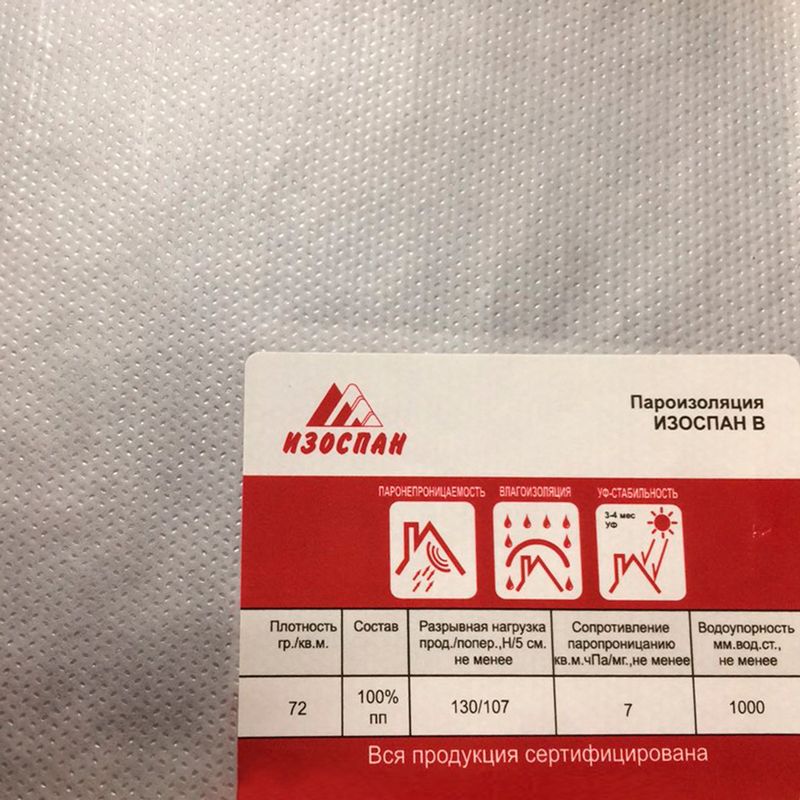 ИЗОСПАН
Пароизоляция
ИЗОСПАН В
ПАРОНЕПРОНИЦАЕМОСТЬ ВЛАГОИЗОЛЯЦИЯ УФ-СТАБИЛЬНОСТЬ
3-4 мес
УФ
Плотность Состав Разрывная нагрузка Сопротивление Водоупорность
гр./кв.м. прод./попер.,Н/5 см. паропроницанию мм.вод.ст.,
не менее кв.м.чПа/мг.,не менее не менее
72 100% пп 130/107 7 1000
Вся продукция сертифицирована